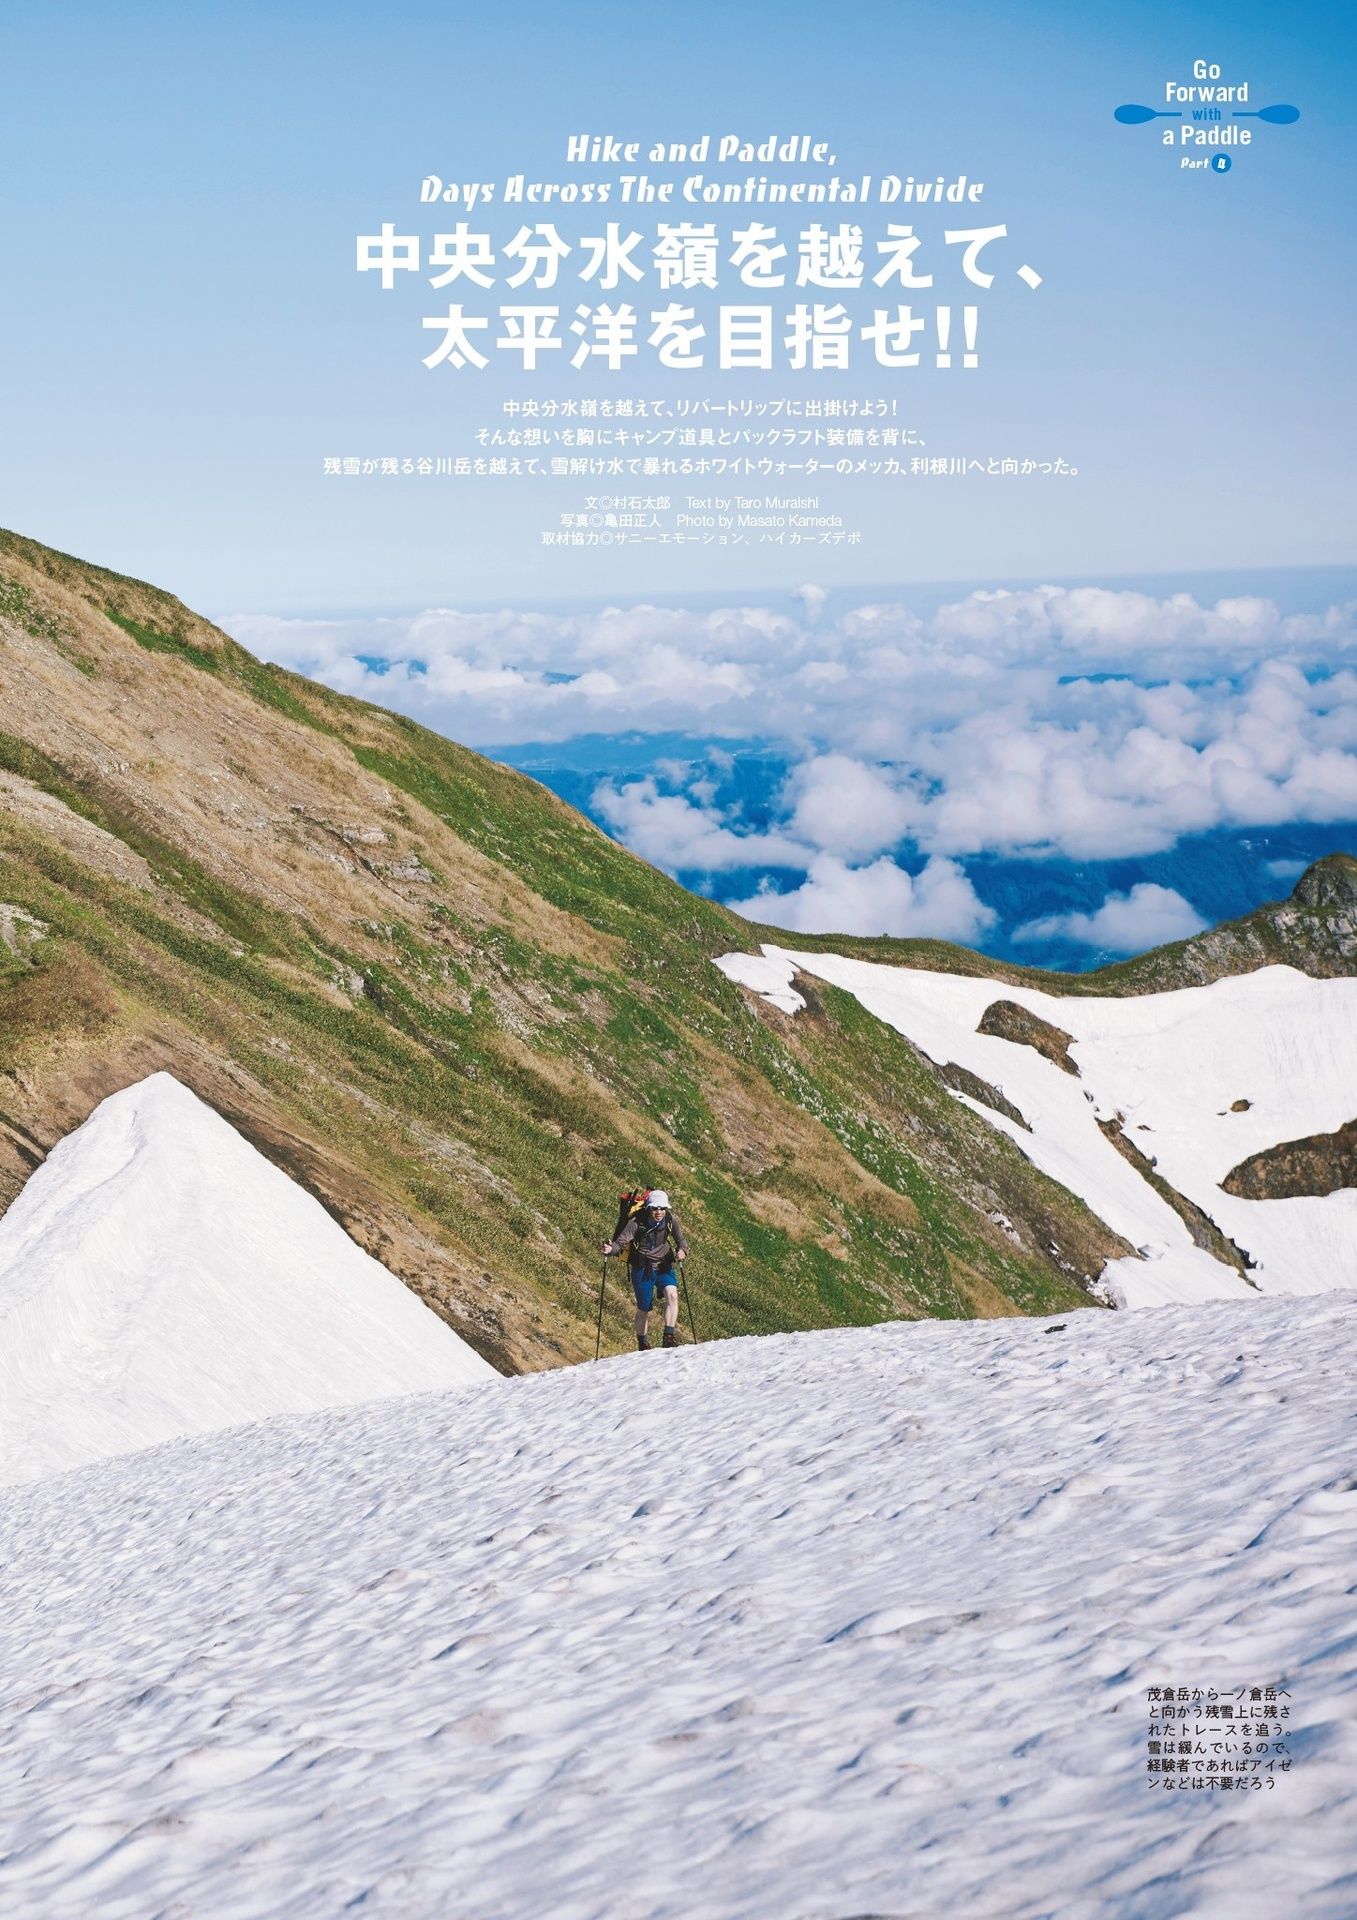 Go
Forward
with
a Paddle
Part 4
Hike and Paddle,
Days Across The Continental Divide
中央分水嶺を越えて、
太平洋を目指せ!!
中央分水嶺を越えて、リバートリップに出掛けよう！
そんな想いを胸にキャンプ道具とパックラフト装備を背に、
残雪が残る谷川岳を越えて、雪解け水で暴れるホワイトウォーターのメッカ、利根川へと向かった。
文◎村石太郎　Text by Taro MuraIshI
写真◎亀田正人　Photo by Masato Kameda
取材協力◎サニーエモーション、ハイカーズデポ
茂倉岳から一ノ倉岳へ
と向かう残雪上に残さ
れたトレースを追う。
雪は緩んでいるので、
経験者であればアイゼ
ンなどは不要だろう